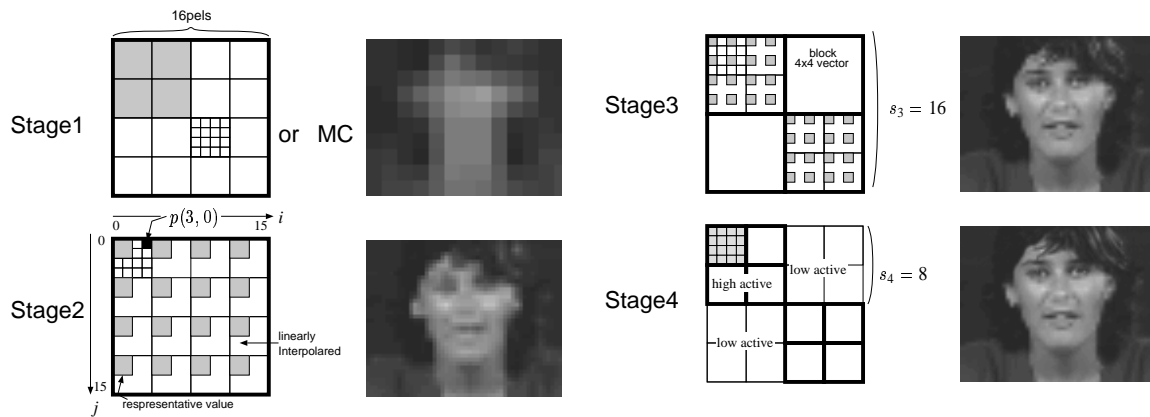 16pels
Stage1
or MC
p(3, 0)
0
15
i
0
Stage2
linearly
Interpolared
15
j
respresentative value
block
4x4 vector
Stage3
s₃ = 16
low active
high active
s₄ = 8
Stage4
low active